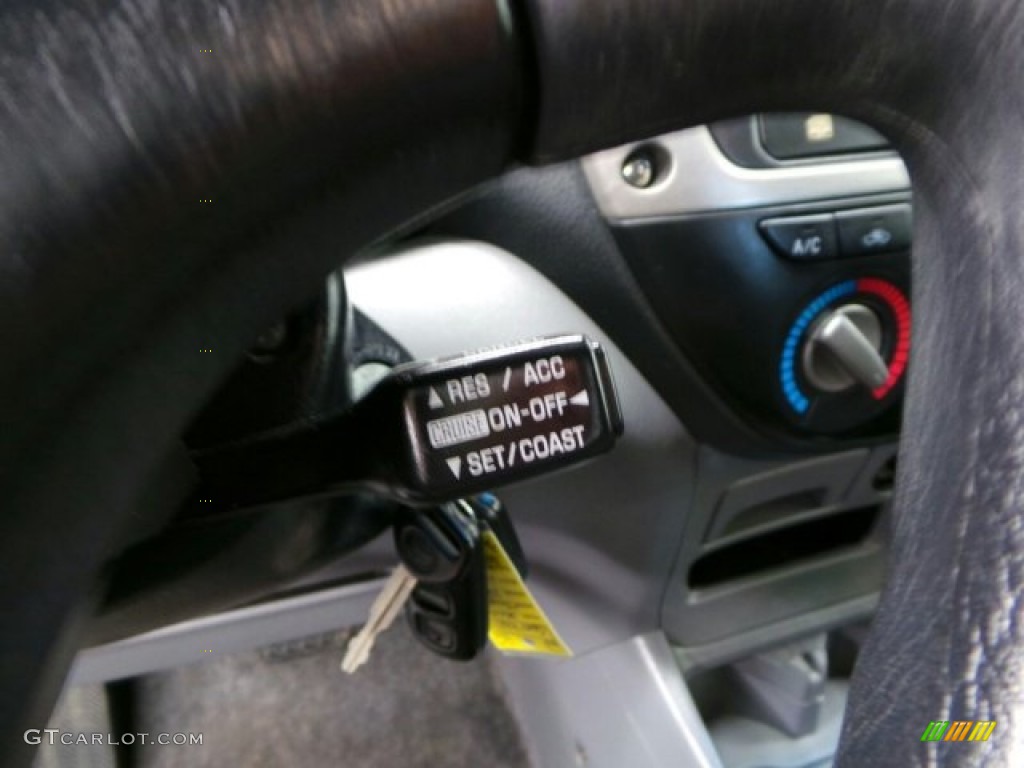 A/C
▲RES / ACC
CRUISE ON-OFF◄
▼SET/COAST
GTCARLOT.COM